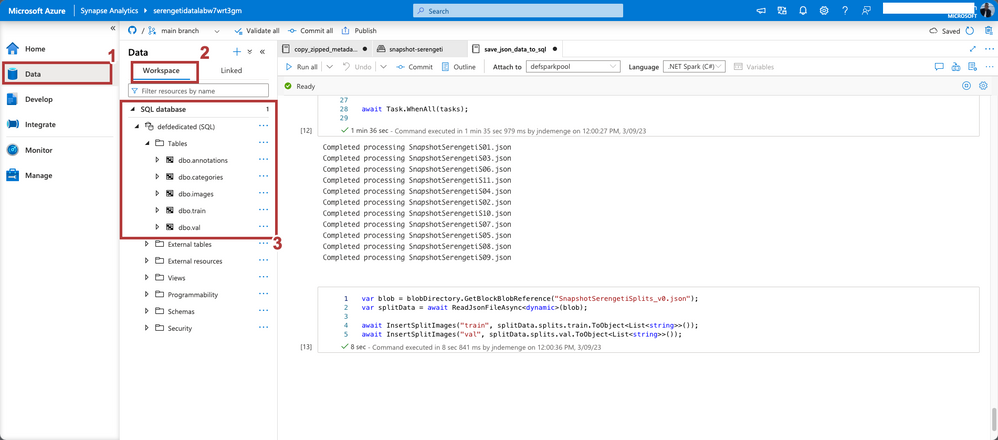 Microsoft Azure | Synapse Analytics ▸ serengetidatalabw7wrt3gm
Search
MICROSOFT
main branch
Validate all
Commit all
Publish
Saved
Home
Data
Develop
Integrate
Monitor
Manage
1
Data
2
Workspace
Linked
Filter resources by name
SQL database 1
defdedicated (SQL)
Tables
dbo.annotations
dbo.categories
dbo.images
dbo.train
dbo.val
3
External tables
External resources
Views
Programmability
Schemas
Security
copy_zipped_metada...
snapshot-serengeti
save_json_data_to_sql
Run all
Undo
Commit
Outline
Attach to defsparkpool
Language .NET Spark (C#)
Variables
Ready
27
28 await Task.WhenAll(tasks);
29
[12] 1 min 36 sec - Command executed in 1 min 35 sec 979 ms by jndemenge on 12:00:27 PM, 3/09/23
Completed processing SnapshotSerengetiS01.json
Completed processing SnapshotSerengetiS03.json
Completed processing SnapshotSerengetiS06.json
Completed processing SnapshotSerengetiS11.json
Completed processing SnapshotSerengetiS04.json
Completed processing SnapshotSerengetiS02.json
Completed processing SnapshotSerengetiS10.json
Completed processing SnapshotSerengetiS07.json
Completed processing SnapshotSerengetiS05.json
Completed processing SnapshotSerengetiS08.json
Completed processing SnapshotSerengetiS09.json
1 var blob = blobDirectory.GetBlockBlobReference("SnapshotSerengetiSplits_v0.json");
2 var splitData = await ReadJsonFileAsync<dynamic>(blob);
3
4 await InsertSplitImages("train", splitData.splits.train.ToObject<List<string>>());
5 await InsertSplitImages("val", splitData.splits.val.ToObject<List<string>>());
[13] 8 sec - Command executed in 8 sec 841 ms by jndemenge on 12:00:36 PM, 3/09/23